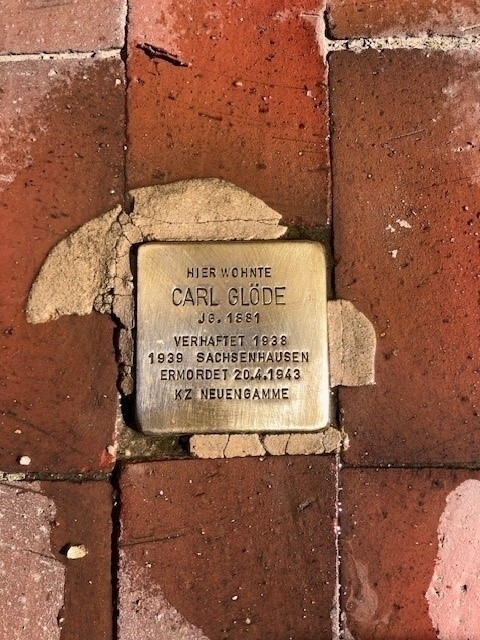 HIER WOHNTE
CARL GLÖDE
JG. 1881
VERHAFTET 1938
1939 SACHSENHAUSEN
ERMORDET 20.4.1943
KZ NEUENGAMME